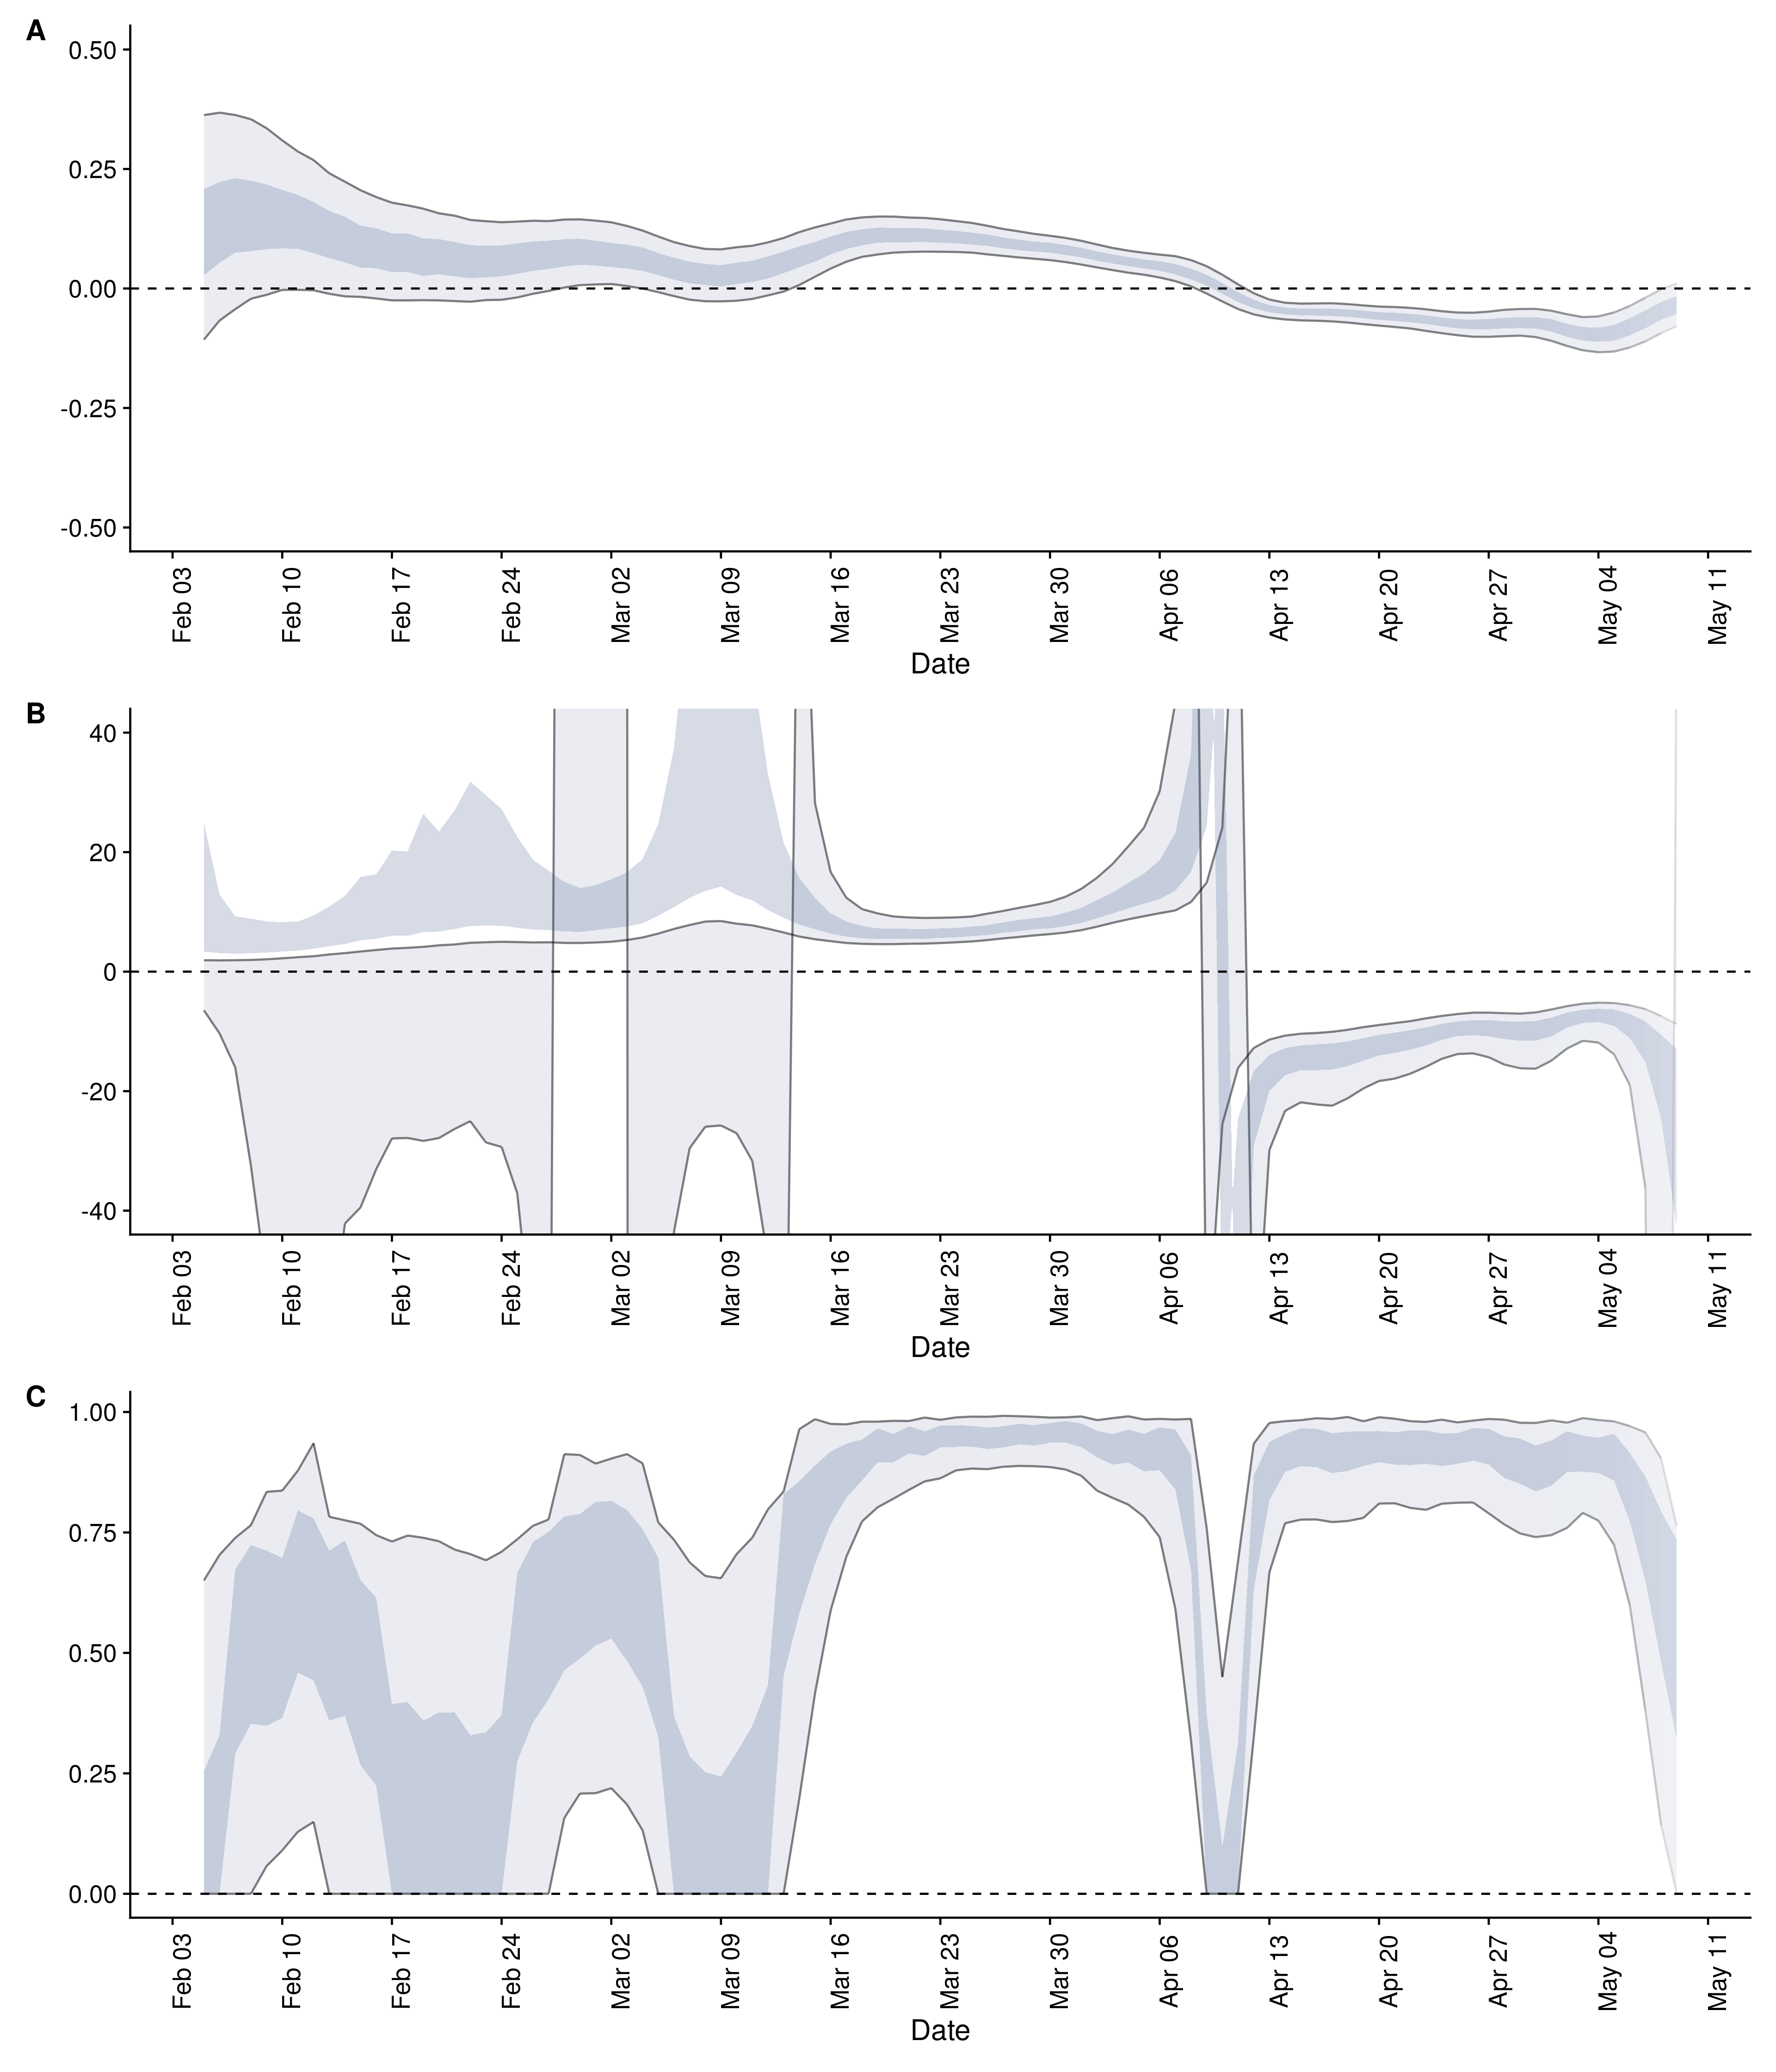 A
0.50
0.25
0.00
-0.25
-0.50
Feb 03
Feb 10
Feb 17
Feb 24
Mar 02
Mar 09
Mar 16
Mar 23
Mar 30
Apr 06
Apr 13
Apr 20
Apr 27
May 04
May 11
Date
B
40
20
0
-20
-40
Feb 03
Feb 10
Feb 17
Feb 24
Mar 02
Mar 09
Mar 16
Mar 23
Mar 30
Apr 06
Apr 13
Apr 20
Apr 27
May 04
May 11
Date
C
1.00
0.75
0.50
0.25
0.00
Feb 03
Feb 10
Feb 17
Feb 24
Mar 02
Mar 09
Mar 16
Mar 23
Mar 30
Apr 06
Apr 13
Apr 20
Apr 27
May 04
May 11
Date